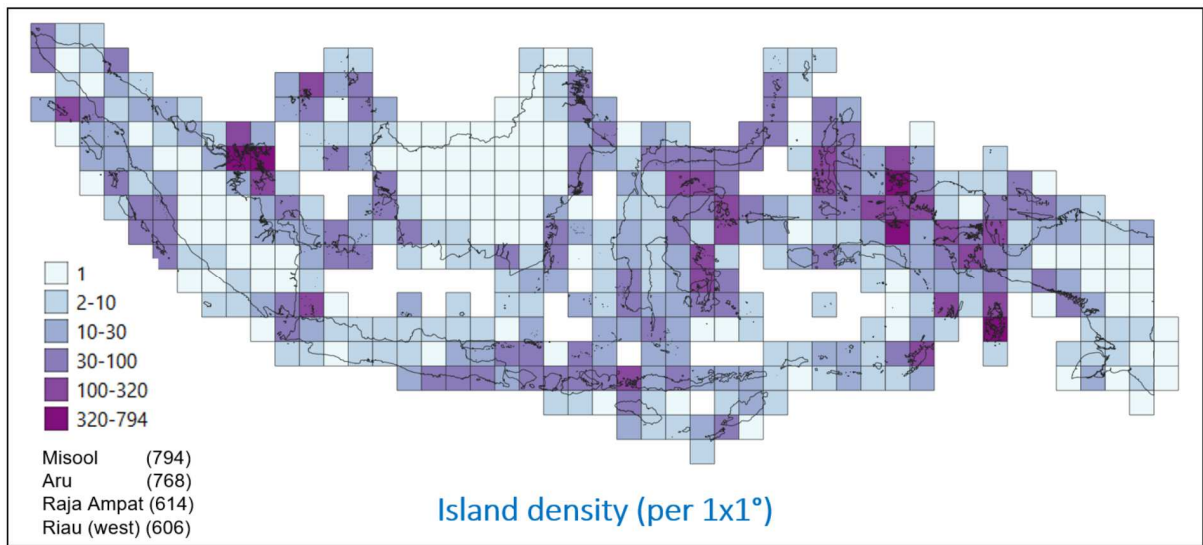 1
2-10
10-30
30-100
100-320
320-794
Misool (794)
Aru (768)
Raja Ampat (614)
Riau (west) (606)
Island density (per 1x1°)